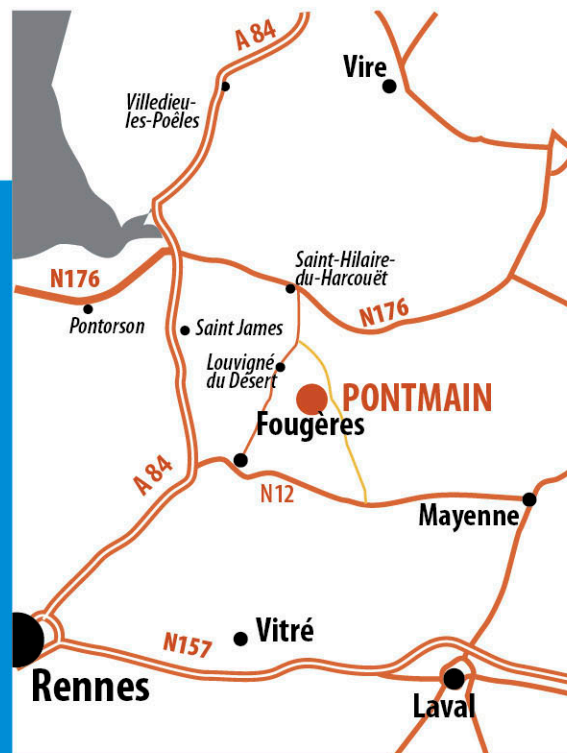 A 84
Vire
Villedieu-
les-Poêles
Saint-Hilaire-
du-Harcouët
N176
N176
Pontorson
Saint James
Louvigné
du Désert
PONTMAIN
Fougères
A 84
N12
Mayenne
Vitré
N157
Rennes
Laval